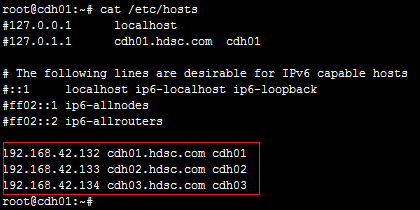 root@cdh01:~# cat /etc/hosts
#127.0.0.1 localhost
#127.0.1.1 cdh01.hdsc.com cdh01
# The following lines are desirable for IPv6 capable hosts
#::1 localhost ip6-localhost ip6-loopback
#ff02::1 ip6-allnodes
#ff02::2 ip6-allrouters
192.168.42.132 cdh01.hdsc.com cdh01
192.168.42.133 cdh02.hdsc.com cdh02
192.168.42.134 cdh03.hdsc.com cdh03
root@cdh01:~#